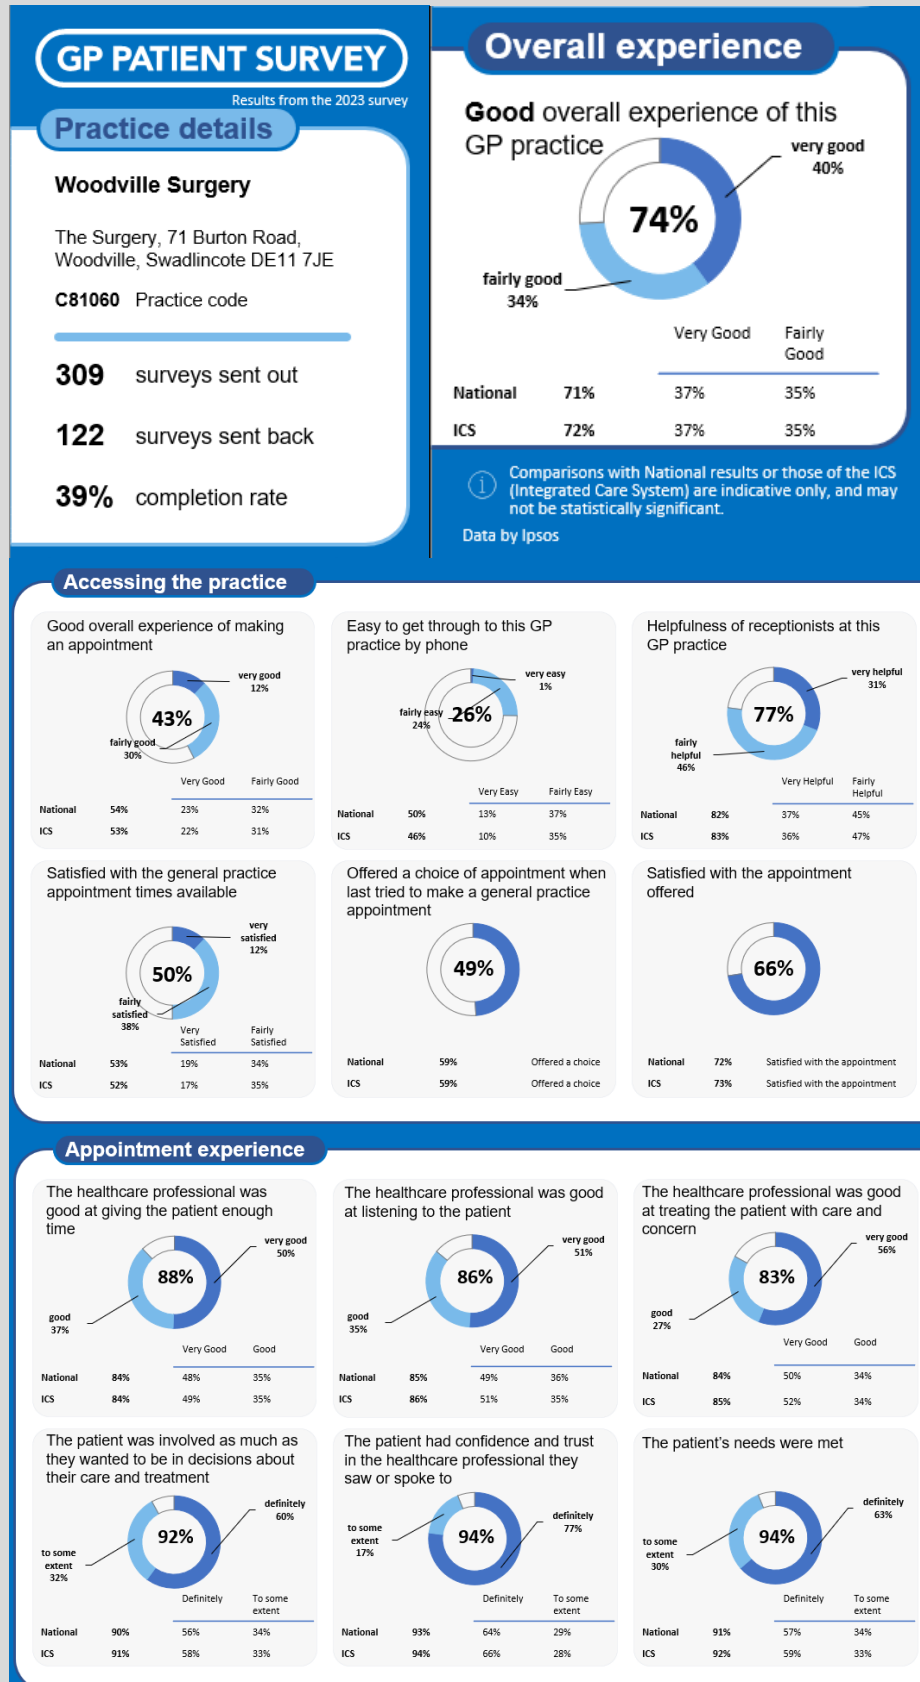 GP PATIENT SURVEY
Results from the 2023 survey
Practice details
Woodville Surgery
The Surgery, 71 Burton Road,
Woodville, Swadlincote DE11 7JE
C81060 Practice code
309 surveys sent out
122 surveys sent back
39% completion rate
Overall experience
Good overall experience of this
GP practice
very good
40%
74%
fairly good
34%
Very Good Fairly
Good
National 71% 37% 35%
ICS 72% 37% 35%
Comparisons with National results or those of the ICS
(Integrated Care System) are indicative only, and may
not be statistically significant.
Data by Ipsos
Accessing the practice
Good overall experience of making
an appointment
very good
12%
43%
fairly good
30%
Very Good Fairly Good
National 54% 23% 32%
ICS 53% 22% 31%
Easy to get through to this GP
practice by phone
very easy
1%
fairly easy
24%
26%
Very Easy Fairly Easy
National 50% 13% 37%
ICS 46% 10% 35%
Helpfulness of receptionists at this
GP practice
very helpful
31%
77%
fairly
helpful
46%
Very Helpful Fairly
Helpful
National 82% 37% 45%
ICS 83% 36% 47%
Satisfied with the general practice
appointment times available
very
satisfied
12%
50%
fairly
satisfied
38%
Very
Satisfied
Fairly
Satisfied
National 53% 19% 34%
ICS 52% 17% 35%
Offered a choice of appointment when
last tried to make a general practice
appointment
49%
National 59% Offered a choice
ICS 59% Offered a choice
Satisfied with the appointment
offered
66%
National 72% Satisfied with the appointment
ICS 73% Satisfied with the appointment
Appointment experience
The healthcare professional was
good at giving the patient enough
time
very good
50%
88%
good
37%
Very Good Good
National 84% 48% 35%
ICS 84% 49% 35%
The healthcare professional was good
at listening to the patient
very good
51%
86%
good
35%
Very Good Good
National 85% 49% 36%
ICS 86% 51% 35%
The healthcare professional was good
at treating the patient with care and
concern
very good
56%
83%
good
27%
Very Good Good
National 84% 50% 34%
ICS 85% 52% 34%
The patient was involved as much as
they wanted to be in decisions about
their care and treatment
definitely
60%
92%
to some
extent
32%
Definitely To some
extent
National 90% 56% 34%
ICS 91% 58% 33%
The patient had confidence and trust
in the healthcare professional they
saw or spoke to
definitely
77%
94%
to some
extent
17%
Definitely To some
extent
National 93% 64% 29%
ICS 94% 66% 28%
The patient's needs were met
definitely
63%
94%
to some
extent
30%
Definitely To some
extent
National 91% 57% 34%
ICS 92% 59% 33%